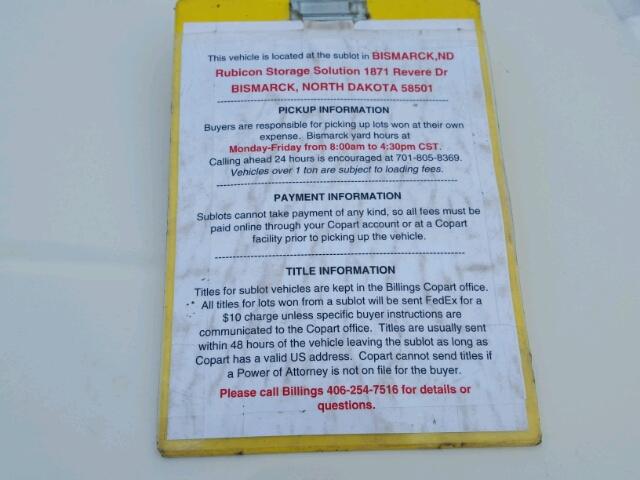 This vehicle is located at the sublot in BISMARCK,ND
Rubicon Storage Solution 1871 Revere Dr
BISMARCK, NORTH DAKOTA 58501
PICKUP INFORMATION
Buyers are responsible for picking up lots won at their own
expense. Bismarck yard hours at
Monday-Friday from 8:00am to 4:30pm CST.
Calling ahead 24 hours is encouraged at 701-805-8369.
Vehicles over 1 ton are subject to loading fees.
PAYMENT INFORMATION
Sublots cannot take payment of any kind, so all fees must be
paid online through your Copart account or at a Copart
facility prior to picking up the vehicle.
TITLE INFORMATION
Titles for sublot vehicles are kept in the Billings Copart office.
All titles for lots won from a sublot will be sent FedEx for a
$10 charge unless specific buyer instructions are
communicated to the Copart office. Titles are usually sent
within 48 hours of the vehicle leaving the sublot as long as
Copart has a valid US address. Copart cannot send titles if
a Power of Attorney is not on file for the buyer.
Please call Billings 406-254-7516 for details or
questions.